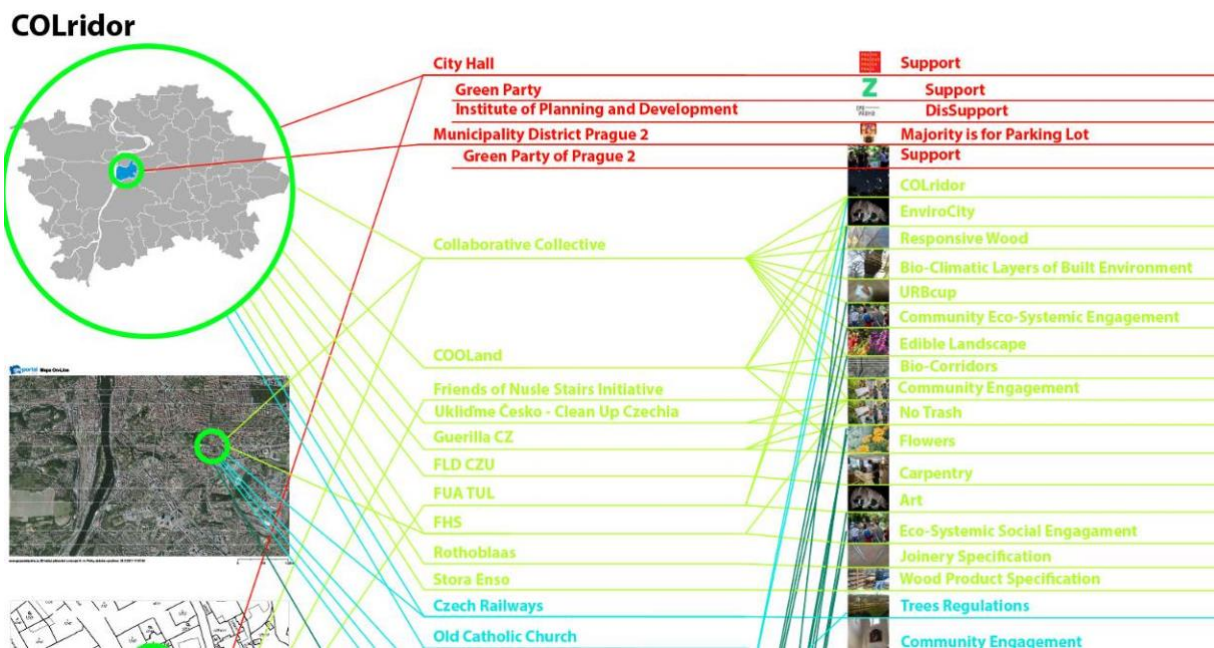 COLridor
City Hall
Support
Green Party
Z
Support
Institute of Planning and Development
DisSupport
Municipality District Prague 2
Majority is for Parking Lot
Green Party of Prague 2
Support
COLridor
EnviroCity
Responsive Wood
Collaborative Collective
Bio-Climatic Layers of Built Environment
URBcup
Community Eco-Systemic Engagement
Edible Landscape
COOLand
Bio-Corridors
Friends of Nusle Stairs Initiative
Community Engagement
Ukliďme Česko - Clean Up Czechia
No Trash
Guerilla CZ
Flowers
FLD CZU
Carpentry
FUA TUL
Art
FHS
Eco-Systemic Social Engagament
Rothoblaas
Joinery Specification
Stora Enso
Wood Product Specification
Czech Railways
Trees Regulations
Old Catholic Church
Community Engagement